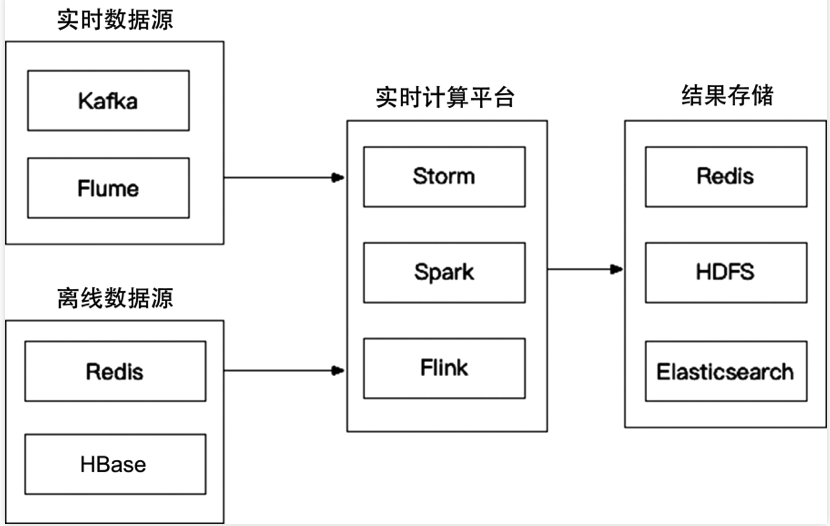 实时数据源
Kafka
Flume
离线数据源
Redis
HBase
实时计算平台
Storm
Spark
Flink
结果存储
Redis
HDFS
Elasticsearch